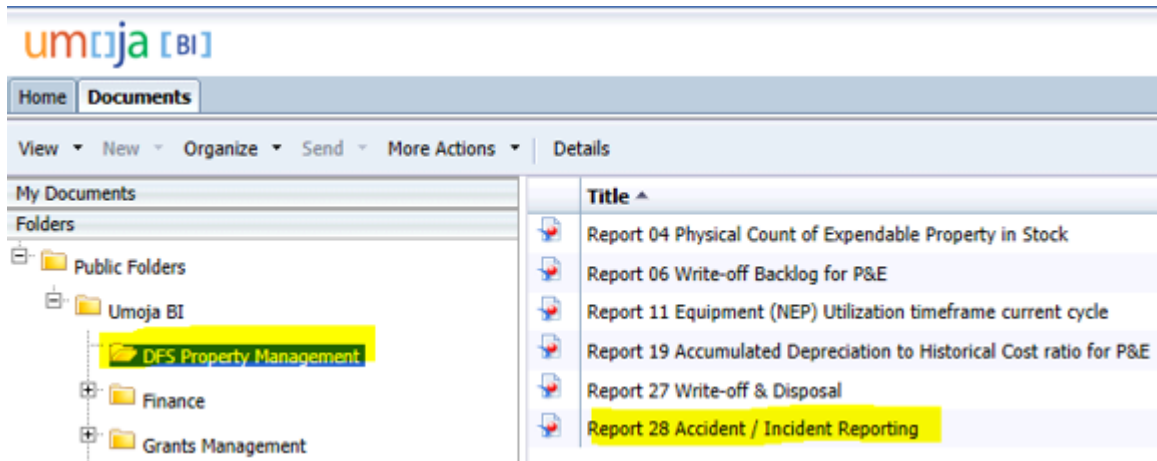 umoja [BI]
Home Documents
View New Organize Send More Actions Details
My Documents
Folders
Public Folders
Umoja BI
DFS Property Management
Finance
Grants Management
Title
Report 04 Physical Count of Expendable Property in Stock
Report 06 Write-off Backlog for P&E
Report 11 Equipment (NEP) Utilization timeframe current cycle
Report 19 Accumulated Depreciation to Historical Cost ratio for P&E
Report 27 Write-off & Disposal
Report 28 Accident / Incident Reporting